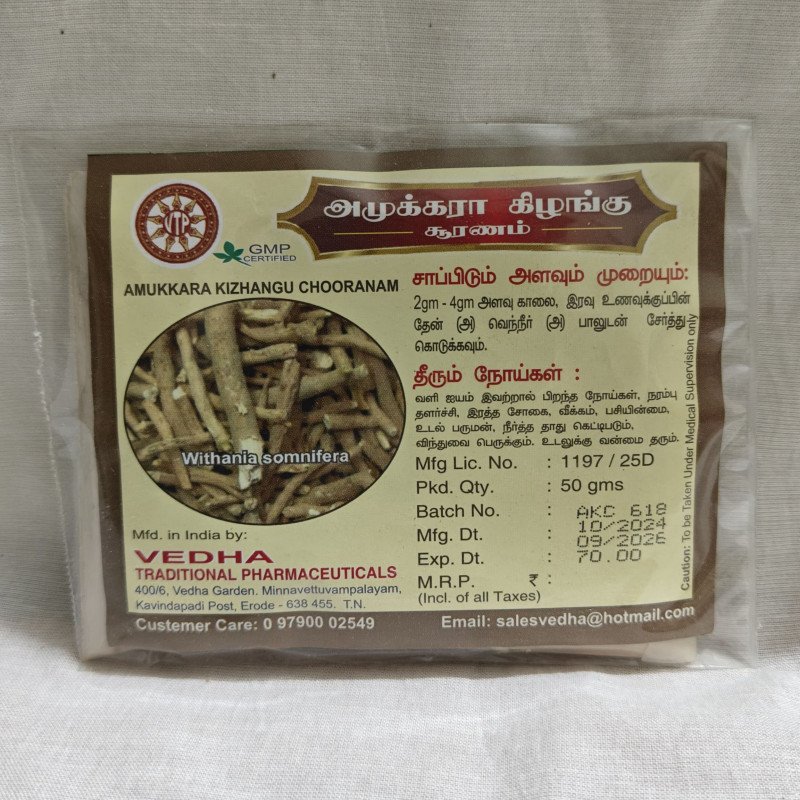 VTP
GMP
CERTIFIED
அமுக்கரா கிழங்கு
சூரணம்
AMUKKARA KIZHANGU CHOORANAM
Withania somnifera
சாப்பிடும் அளவும் முறையும்:
2gm - 4gm அளவு காலை, இரவு உணவுக்குப்பின்
தேன் (அ) வெந்நீர் (அ) பாலுடன் சேர்த்து
கொடுக்கவும்.
தீரும் நோய்கள் :
வளி ஐயம் இவற்றால் பிறந்த நோய்கள், நரம்பு
தளர்ச்சி, இரத்த சோகை, வீக்கம், பசியின்மை,
உடல் பருமன், நீர்த்த தாது கெட்டிபடும்.
விந்துவை பெருக்கும். உடலுக்கு வன்மை தரும்.
Mfg Lic. No. : 1197 / 25D
Pkd. Qty. : 50 gms
Batch No. : AKC 618
Mfg. Dt. : 10/2024
Exp. Dt. : 09/2026
M.R.P. ₹ : 70.00
(Incl. of all Taxes)
Caution: To be Taken Under Medical Supervision only
Mfd. in India by:
VEDHA
TRADITIONAL PHARMACEUTICALS
400/6, Vedha Garden. Minnavettuvampalayam,
Kavindapadi Post, Erode - 638 455. T.N.
Custemer Care: 0 97900 02549
Email: salesvedha@hotmail.com